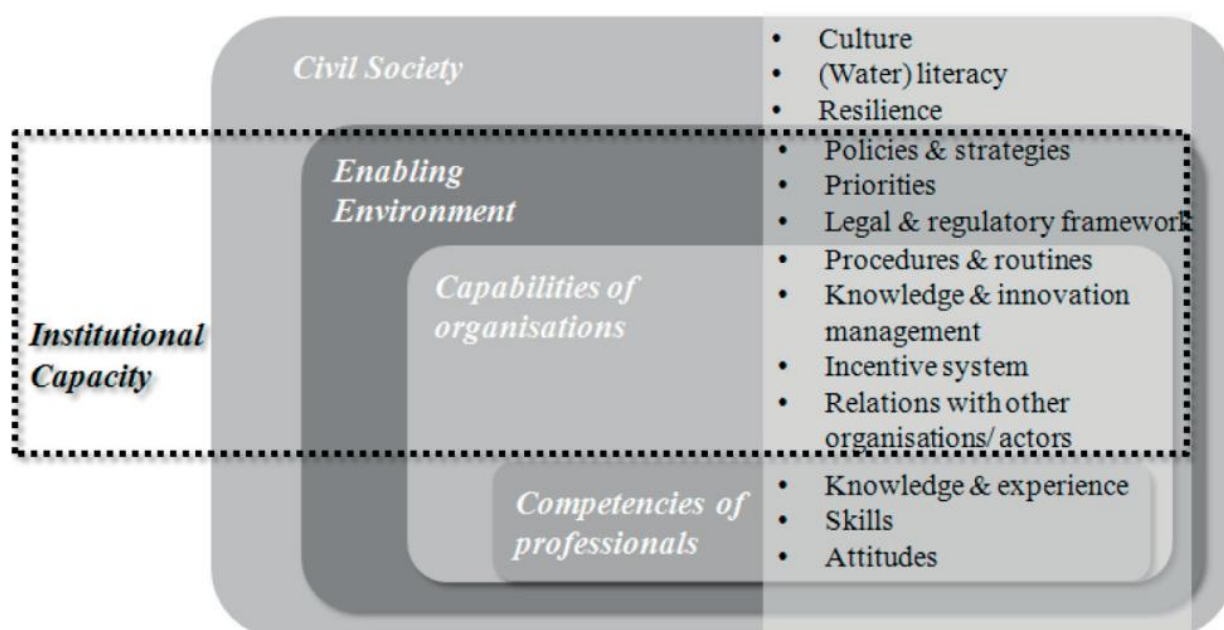 Civil Society
• Culture
• (Water) literacy
• Resilience
Enabling
Environment
• Policies & strategies
• Priorities
• Legal & regulatory framework
Capabilities of
organisations
• Procedures & routines
• Knowledge & innovation
management
• Incentive system
• Relations with other
organisations/ actors
Institutional
Capacity
Competencies of
professionals
• Knowledge & experience
• Skills
• Attitudes